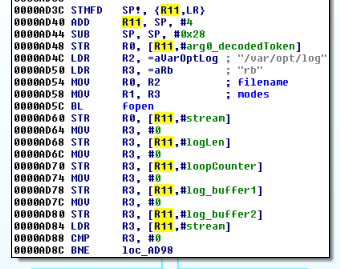 0000AD3C STMFD SP!, {R11,LR}
0000AD40 ADD R11, SP, #4
0000AD44 SUB SP, SP, #0x28
0000AD48 STR R0, [R11,#arg0_decodedToken]
0000AD4C LDR R2, =aVarOptLog ; "/var/opt/log"
0000AD50 LDR R3, =aRb ; "rb"
0000AD54 MOV R0, R2 ; filename
0000AD58 MOV R1, R3 ; modes
0000AD5C BL fopen
0000AD60 STR R0, [R11,#stream]
0000AD64 MOV R3, #0
0000AD68 STR R3, [R11,#logLen]
0000AD6C MOV R3, #0
0000AD70 STR R3, [R11,#loopCounter]
0000AD74 MOV R3, #0
0000AD78 STR R3, [R11,#log_buffer1]
0000AD7C MOV R3, #0
0000AD80 STR R3, [R11,#log_buffer2]
0000AD84 LDR R3, [R11,#stream]
0000AD88 CMP R3, #0
0000AD8C BNE loc_AD98